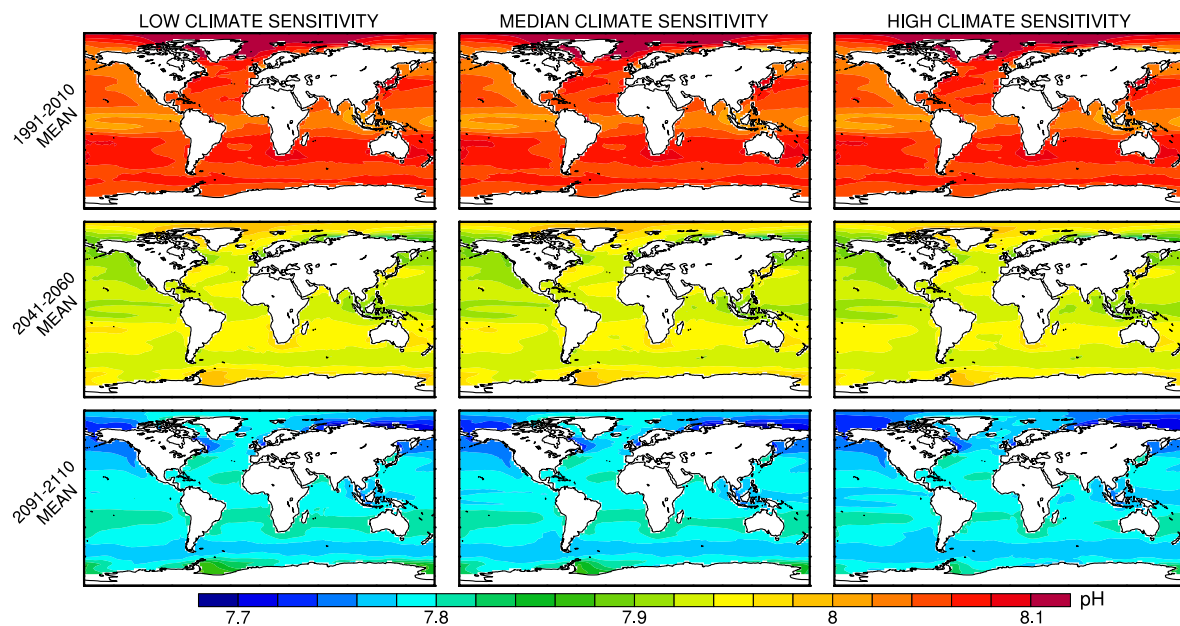 LOW CLIMATE SENSITIVITY
MEDIAN CLIMATE SENSITIVITY
HIGH CLIMATE SENSITIVITY
1991-2010
MEAN
2041-2060
MEAN
2091-2110
MEAN
7.7
7.8
7.9
8
8.1
pH